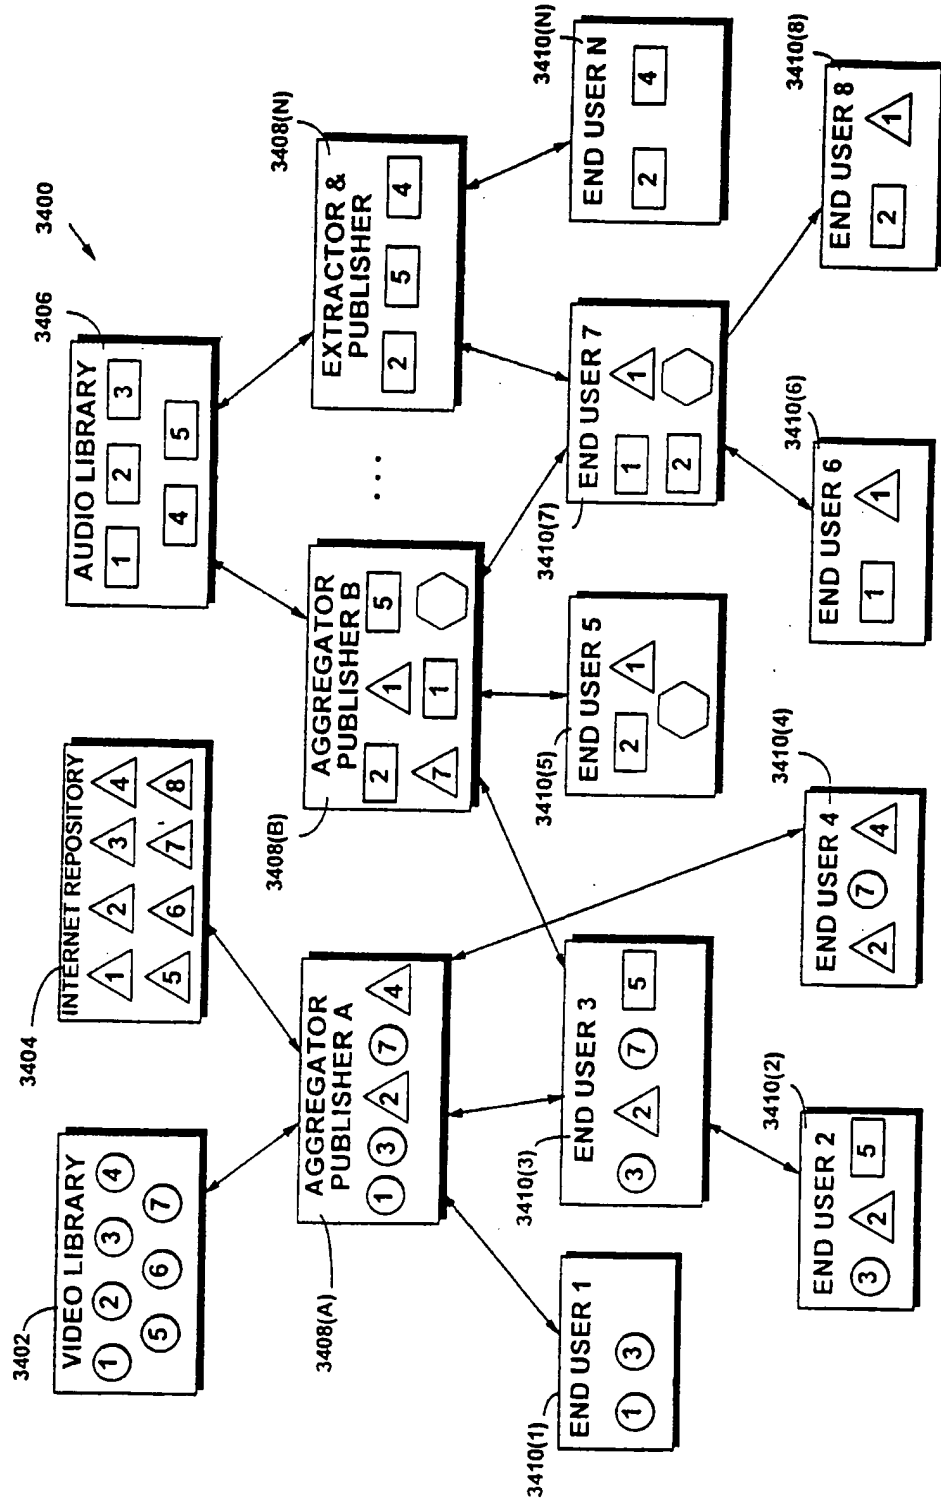 3400
3402
VIDEO LIBRARY
1 2 3 4
5 6 7
3404
INTERNET REPOSITORY
1 2 3 4
5 6 7 8
3406
AUDIO LIBRARY
1 2 3
4 5
3408(A)
AGGREGATOR
PUBLISHER A
1 3 2 7 4
3408(B)
AGGREGATOR
PUBLISHER B
2 1 5
7 1
...
3408(N)
EXTRACTOR &
PUBLISHER
2 5 4
3410(1)
END USER 1
1 3
3410(3)
END USER 3
3 2 7 5
3410(5)
END USER 5
2 1
3410(7)
END USER 7
1 1
2
3410(N)
END USER N
2 4
3410(2)
END USER 2
3 2 5
3410(4)
END USER 4
2 7 4
3410(6)
END USER 6
1 1
3410(8)
END USER 8
2 1